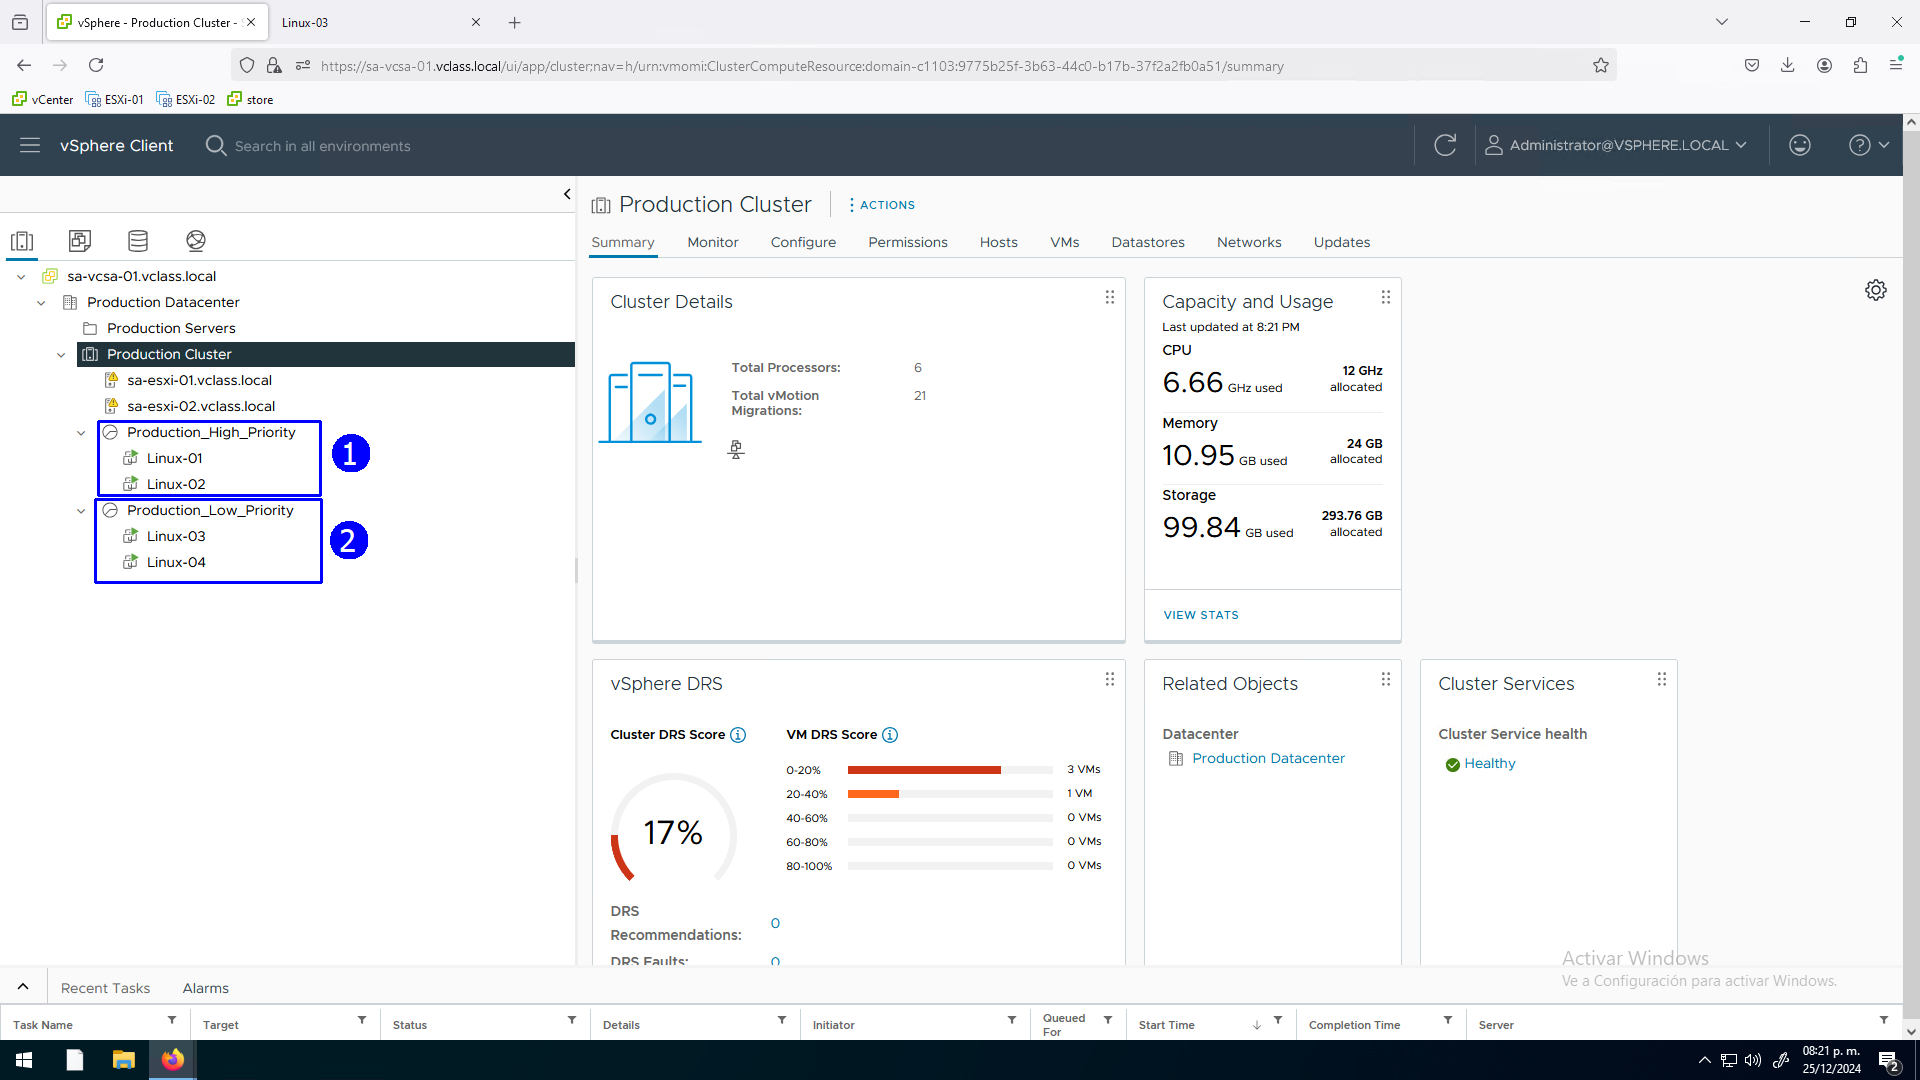 vSphere - Production Cluster -
Linux-03
https://sa-vcsa-01.vclass.local/ui/app/cluster;nav=h/urn:vmomi:ClusterComputeResource:domain-c1103:9775b25f-3b63-44c0-b17b-37f2a2fb0a51/summary
vCenter ESXi-01 ESXi-02 store
vSphere Client
Search in all environments
Administrator@VSPHERE.LOCAL
sa-vcsa-01.vclass.local
Production Datacenter
Production Servers
Production Cluster
sa-esxi-01.vclass.local
sa-esxi-02.vclass.local
Production_High_Priority
Linux-01
Linux-02
1
Production_Low_Priority
Linux-03
Linux-04
2
Production Cluster
ACTIONS
Summary Monitor Configure Permissions Hosts VMs Datastores Networks Updates
Cluster Details
Total Processors: 6
Total vMotion Migrations: 21
Capacity and Usage
Last updated at 8:21 PM
CPU
6.66 GHz used
12 GHz allocated
Memory
10.95 GB used
24 GB allocated
Storage
99.84 GB used
293.76 GB allocated
VIEW STATS
vSphere DRS
Cluster DRS Score
17%
VM DRS Score
0-20% 3 VMs
20-40% 1 VM
40-60% 0 VMs
60-80% 0 VMs
80-100% 0 VMs
DRS Recommendations: 0
DRS Faults: 0
Related Objects
Datacenter
Production Datacenter
Cluster Services
Cluster Service health
Healthy
Activar Windows
Ve a Configuración para activar Windows.
Recent Tasks Alarms
Task Name Target Status Details Initiator Queued For Start Time Completion Time Server
08:21 p. m.
25/12/2024
2